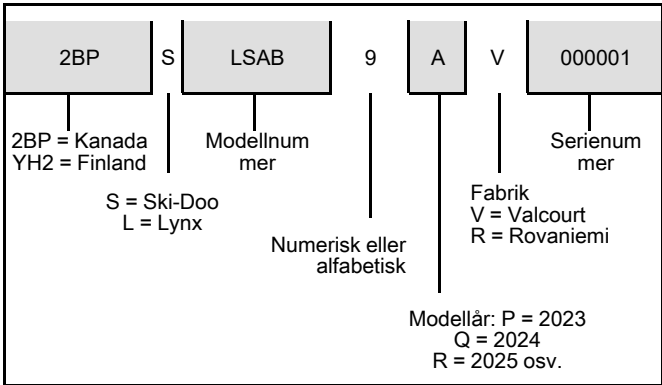 2BP S LSAB 9 A V 000001
2BP = Kanada
YH2 = Finland
Modellnum
mer
Serienum
mer
S = Ski-Doo
L = Lynx
Fabrik
V = Valcourt
R = Rovaniemi
Numerisk eller
alfabetisk
Modellår: P = 2023
Q = 2024
R = 2025 osv.